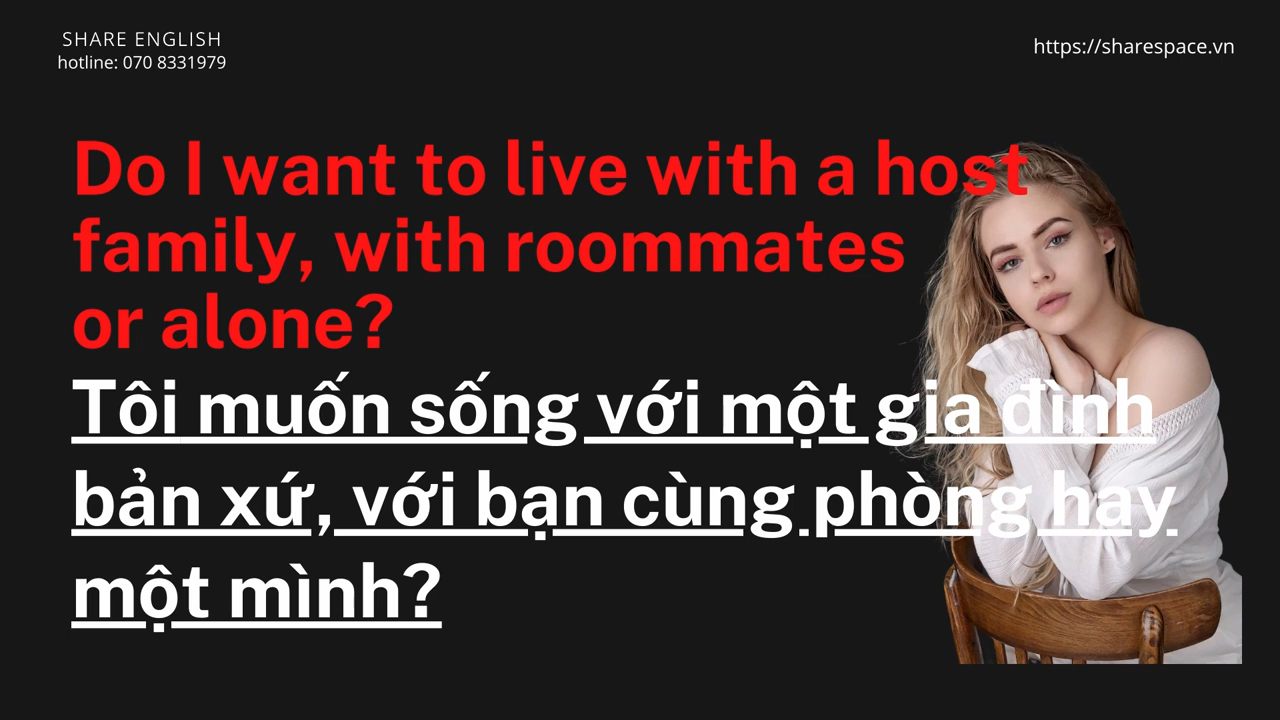 SHARE ENGLISH
hotline: 070 8331979
https://sharespace.vn
Do I want to live with a host
family, with roommates
or alone?
Tôi muốn sống với một gia đình
bản xứ, với bạn cùng phòng hay
một mình?